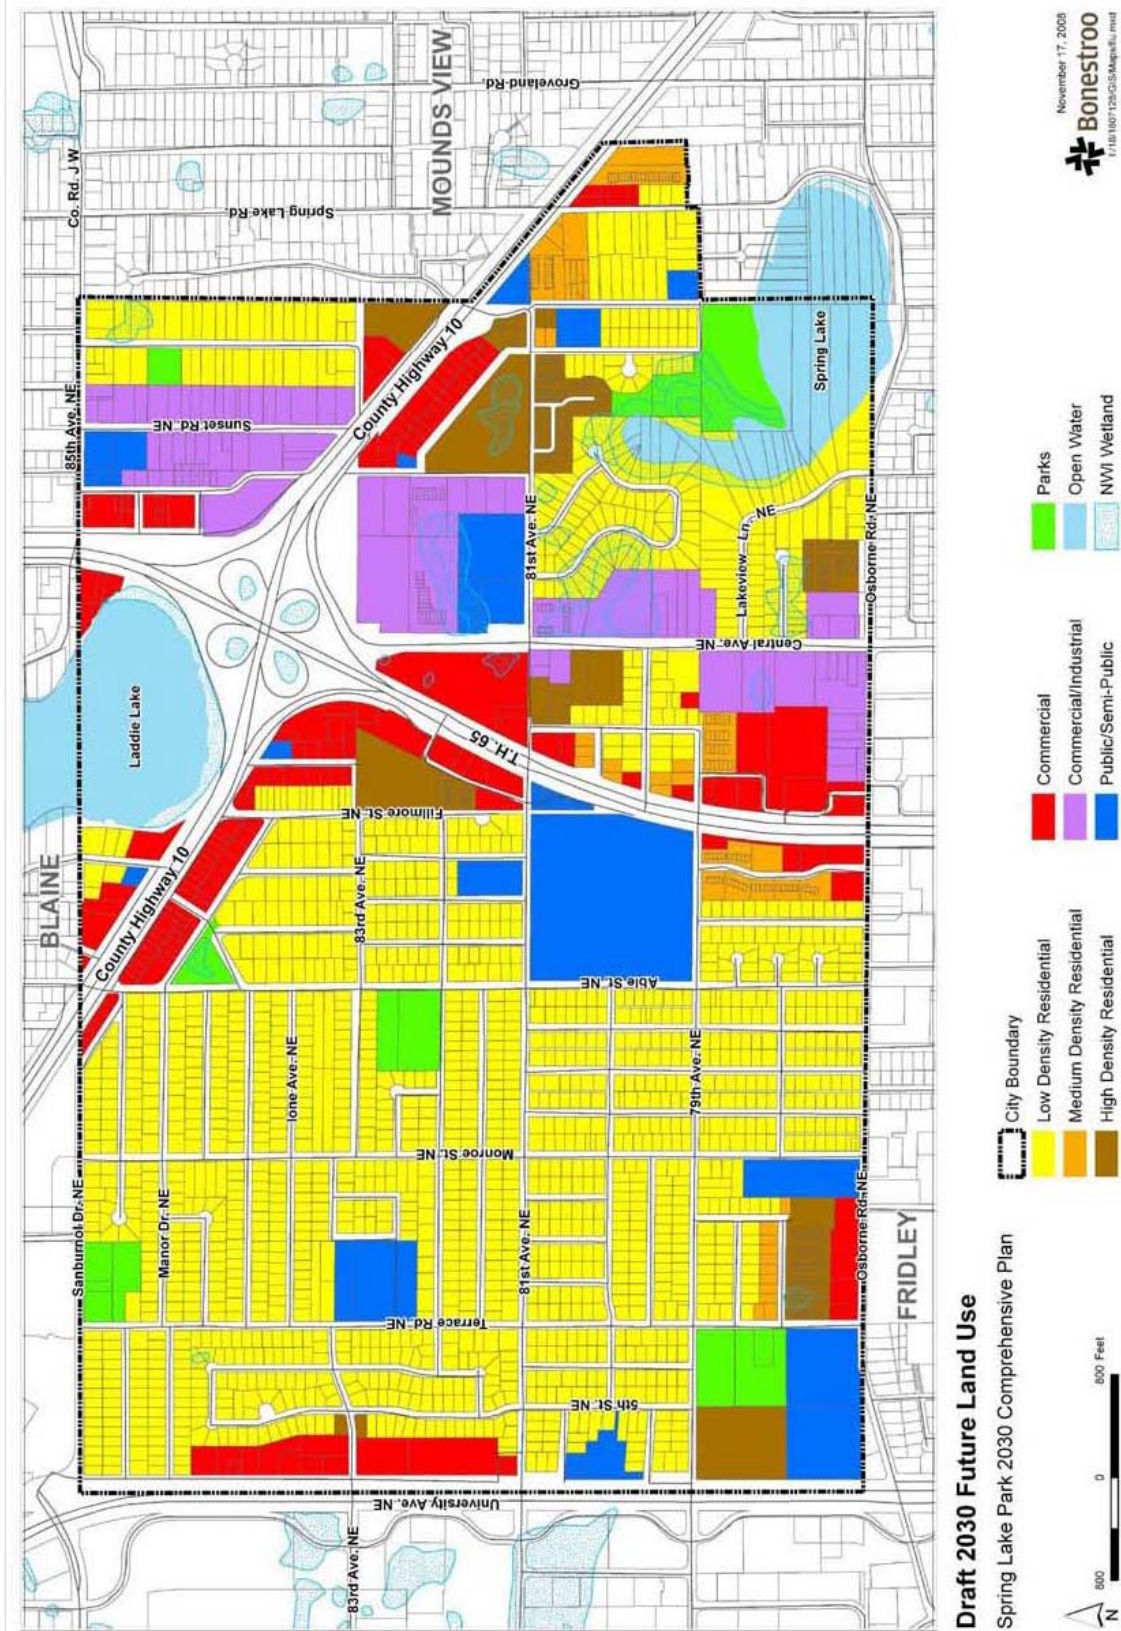 BLAINE
MOUNDS VIEW
FRIDLEY
Co. Rd. J W
Groveland Rd.
Spring Lake Rd.
85th Ave. NE
Sunset Rd. NE
County Highway 10
Laddie Lake
County Highway 10
Sanburnol Dr. NE
Manor Dr. NE
Ione Ave. NE
83rd Ave. NE
83rd Ave. NE
Fillmore St. NE
T.H. 65
81st Ave. NE
81st Ave. NE
Able St. NE
Monroe St. NE
Terrace Rd. NE
5th St. NE
University Ave. NE
79th Ave. NE
Central Ave. NE
Lakeview Ln. NE
Spring Lake
Osborne Rd. NE
Osborne Rd. NE
Draft 2030 Future Land Use
Spring Lake Park 2030 Comprehensive Plan
N
800 0 800 Feet
City Boundary
Low Density Residential
Medium Density Residential
High Density Residential
Commercial
Commercial/Industrial
Public/Semi-Public
Parks
Open Water
NWI Wetland
November 17, 2008
Bonestroo